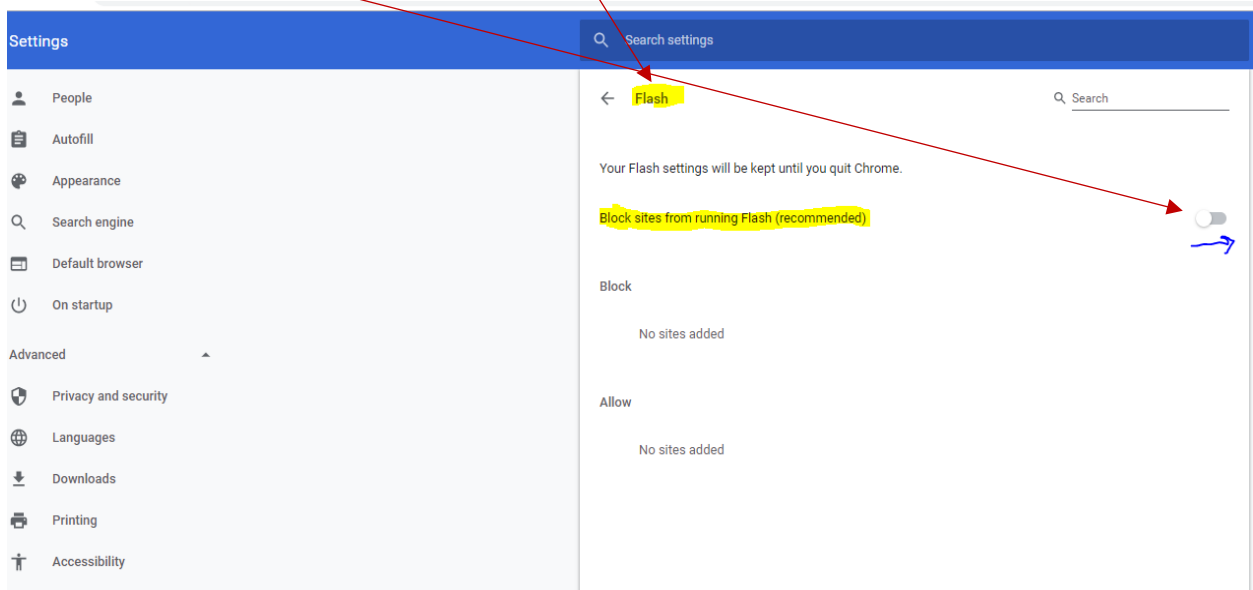 Settings
Search settings
People
Autofill
Appearance
Search engine
Default browser
On startup
Advanced
Privacy and security
Languages
Downloads
Printing
Accessibility
Flash
Search
Your Flash settings will be kept until you quit Chrome.
Block sites from running Flash (recommended)
Block
No sites added
Allow
No sites added